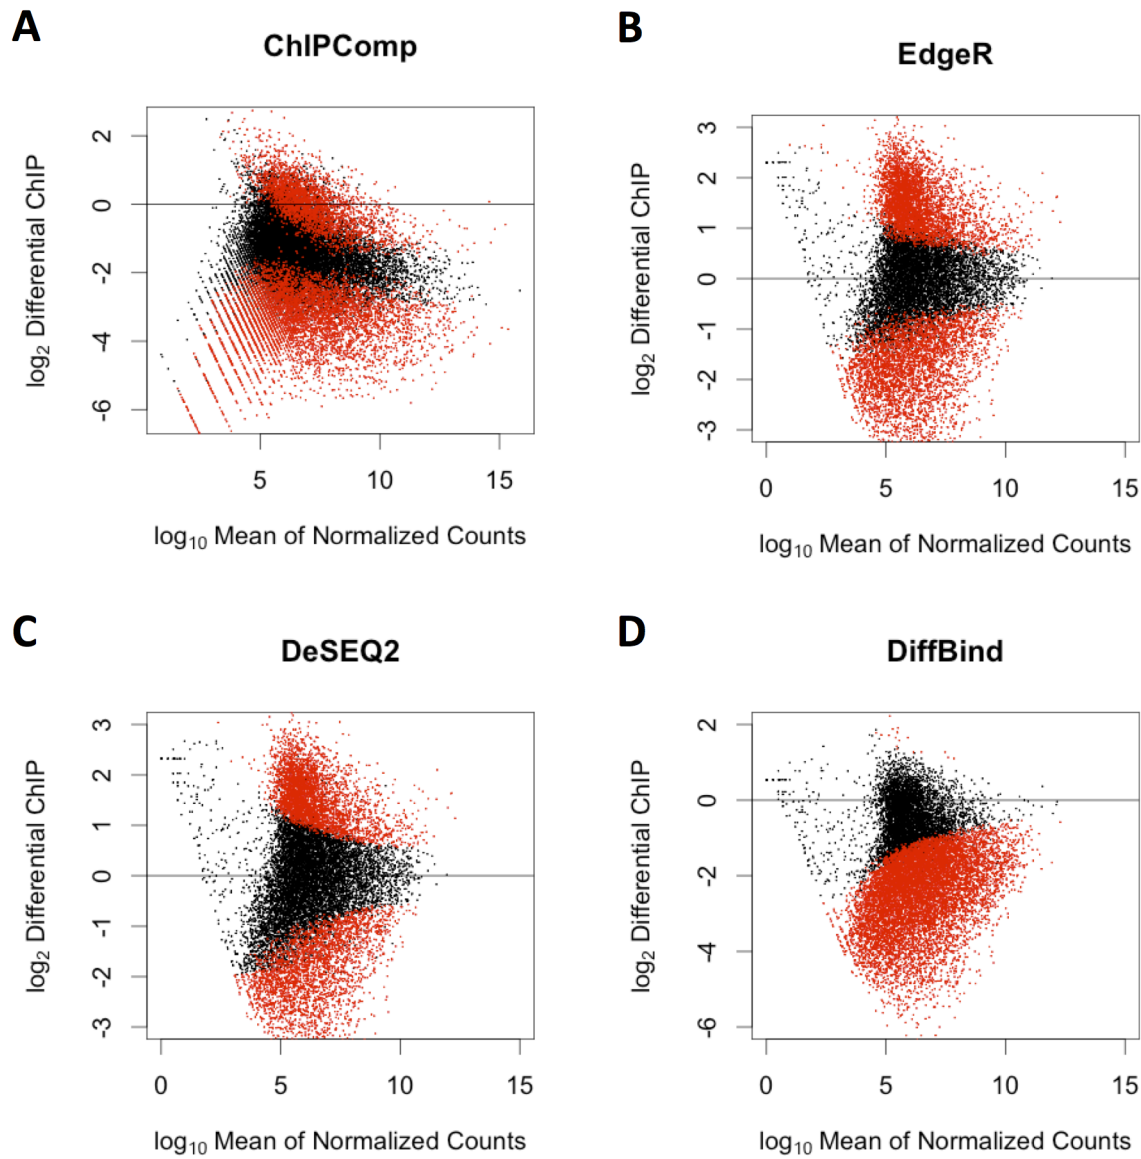 A
ChIPComp
log2 Differential ChIP
2
0
-2
-4
-6
5
10
15
log10 Mean of Normalized Counts
B
EdgeR
log2 Differential ChIP
3
2
1
0
-1
-2
-3
0
5
10
15
log10 Mean of Normalized Counts
C
DeSEQ2
log2 Differential ChIP
3
2
1
0
-1
-2
-3
0
5
10
15
log10 Mean of Normalized Counts
D
DiffBind
log2 Differential ChIP
2
0
-2
-4
-6
0
5
10
15
log10 Mean of Normalized Counts